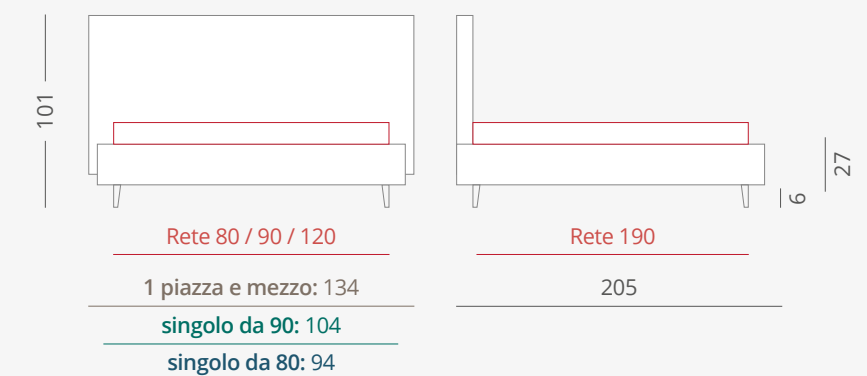 101
27
6
Rete 80 / 90 / 120
Rete 190
1 piazza e mezzo: 134
205
singolo da 90: 104
singolo da 80: 94